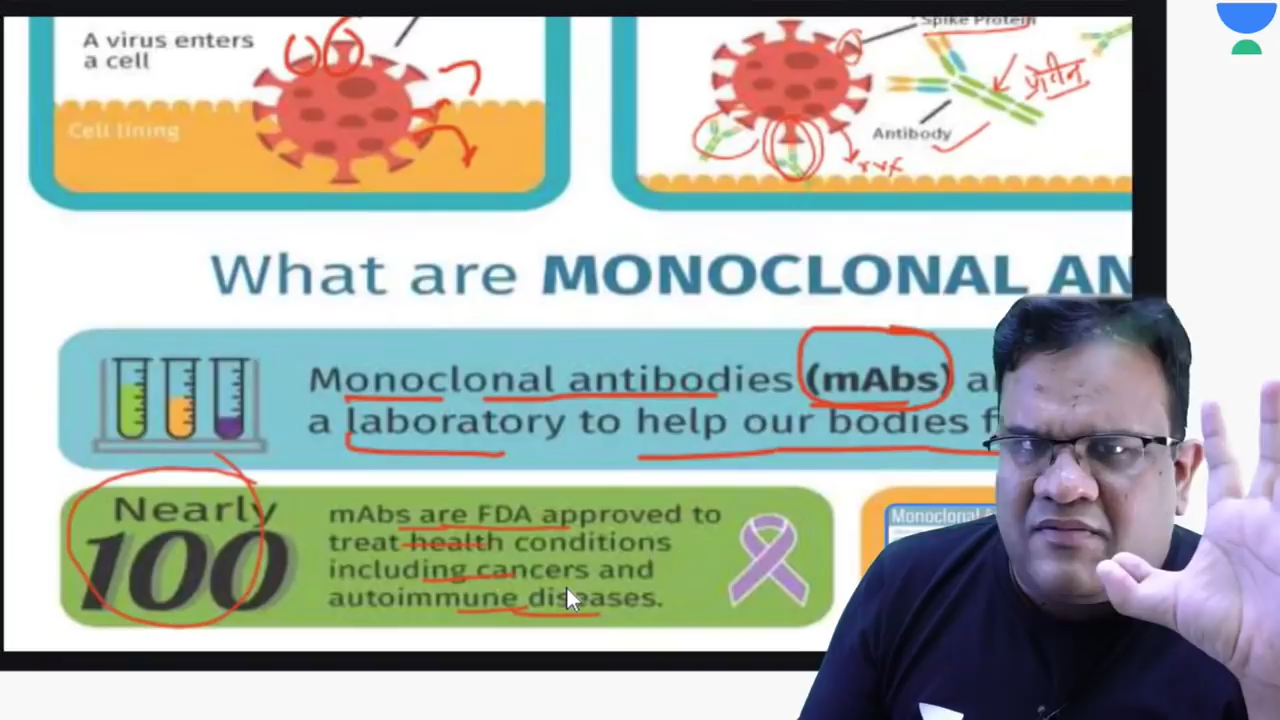 A virus enters
a cell
Cell lining
Spike Protein
प्रोटीन
Antibody
What are MONOCLONAL AN
Monoclonal antibodies (mAbs)
a laboratory to help our bodies
Nearly
100
mAbs are FDA approved to
treat health conditions
including cancers and
autoimmune diseases.
Monoclonal